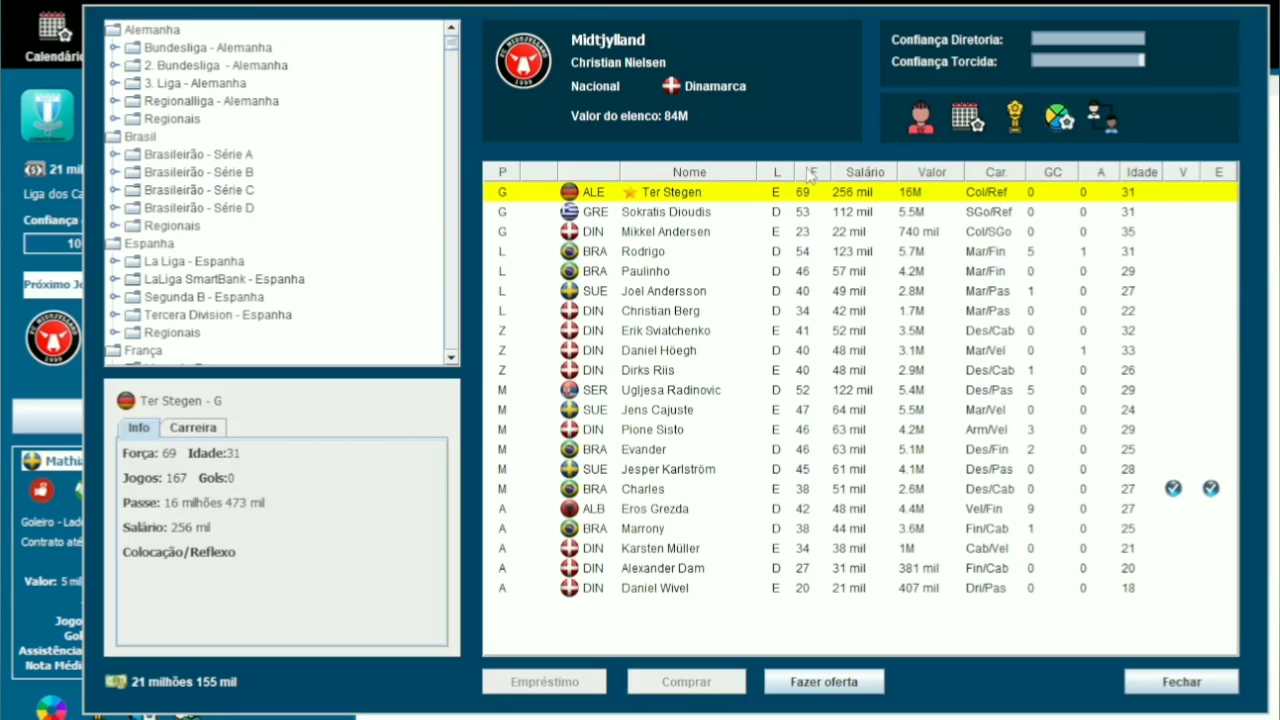 Calendário
21 mil
Liga dos Ca
Confiança
10
Próximo Jo
Mathia
Goleiro - Lad
Contrato até
Valor: 5 mil
Jogo
Gol
Assistência
Nota Média
Alemanha
Bundesliga - Alemanha
2. Bundesliga - Alemanha
3. Liga - Alemanha
Regionalliga - Alemanha
Regionais
Brasil
Brasileirão - Série A
Brasileirão - Série B
Brasileirão - Série C
Brasileirão - Série D
Regionais
Espanha
La Liga - Espanha
LaLiga SmartBank - Espanha
Segunda B - Espanha
Tercera Division - Espanha
Regionais
França
Ter Stegen - G
Info Carreira
Força: 69 Idade:31
Jogos: 167 Gols:0
Passe: 16 milhões 473 mil
Salário: 256 mil
Colocação/Reflexo
21 milhões 155 mil
Midtjylland
Christian Nielsen
Nacional Dinamarca
Valor do elenco: 84M
Confiança Diretoria:
Confiança Torcida:
P Nome L F Salário Valor Car. GC A Idade V E
G ALE Ter Stegen E 69 256 mil 16M Col/Ref 0 0 31
G GRE Sokratis Dioudis D 53 112 mil 5.5M SGo/Ref 0 0 31
G DIN Mikkel Andersen E 23 22 mil 740 mil Col/SGo 0 0 35
L BRA Rodrigo D 54 123 mil 5.7M Mar/Fin 5 1 31
L BRA Paulinho D 46 57 mil 4.2M Mar/Fin 0 0 29
L SUE Joel Andersson D 40 49 mil 2.8M Mar/Pas 1 0 27
L DIN Christian Berg D 34 42 mil 1.7M Mar/Pas 0 0 22
Z DIN Erik Sviatchenko E 41 52 mil 3.5M Des/Cab 0 0 32
Z DIN Daniel Höegh D 40 48 mil 3.1M Mar/Vel 0 1 33
Z DIN Dirks Riis E 40 48 mil 2.9M Des/Cab 1 0 26
M SER Ugljesa Radinovic D 52 122 mil 5.4M Des/Pas 5 0 29
M SUE Jens Cajuste E 47 64 mil 5.5M Mar/Vel 0 0 24
M DIN Pione Sisto E 46 63 mil 4.2M Arm/Vel 3 0 29
M BRA Evander D 46 63 mil 5.1M Des/Fin 2 0 25
M SUE Jesper Karlström D 45 61 mil 4.1M Des/Pas 0 0 28
M BRA Charles E 38 51 mil 2.6M Des/Cab 0 0 27
A ALB Eros Grezda D 42 48 mil 4.4M Vel/Fin 9 0 27
A BRA Marrony D 38 44 mil 3.6M Fin/Cab 1 0 25
A DIN Karsten Müller E 34 38 mil 1M Cab/Vel 0 0 21
A DIN Alexander Dam D 27 31 mil 381 mil Fin/Cab 0 0 20
A DIN Daniel Wivel E 20 21 mil 407 mil Dri/Pas 0 0 18
Empréstimo Comprar Fazer oferta Fechar